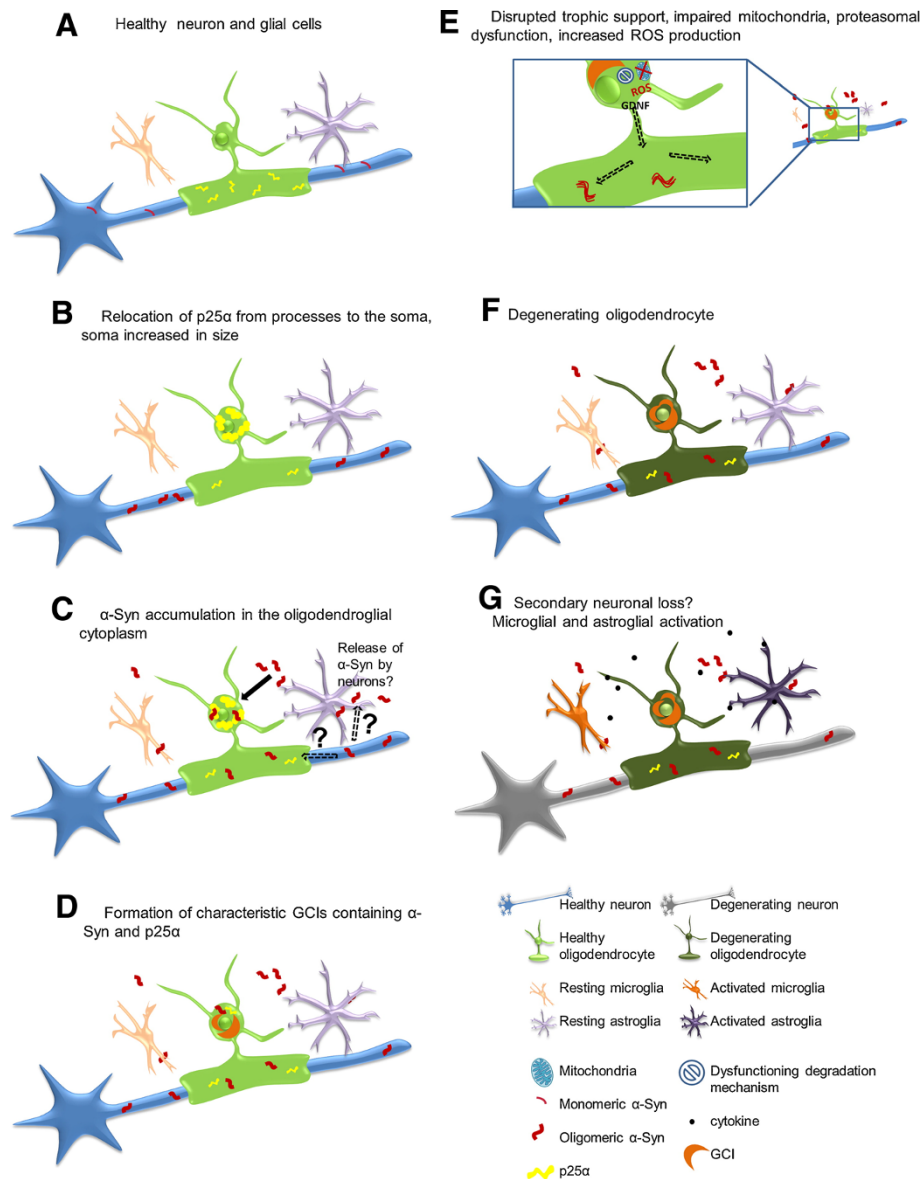 A
Healthy neuron and glial cells
B
Relocation of p25α from processes to the soma,
soma increased in size
C
α-Syn accumulation in the oligodendroglial
cytoplasm
Release of
α-Syn by
neurons?
?
?
D
Formation of characteristic GCIs containing α-
Syn and p25α
E
Disrupted trophic support, impaired mitochondria, proteasomal
dysfunction, increased ROS production
ROS
GDNF
F
Degenerating oligodendrocyte
G
Secondary neuronal loss?
Microglial and astroglial activation
Healthy neuron
Degenerating neuron
Healthy
oligodendrocyte
Degenerating
oligodendrocyte
Resting microglia
Activated microglia
Resting astroglia
Activated astroglia
Mitochondria
Dysfunctioning degradation
mechanism
Monomeric α-Syn
cytokine
Oligomeric α-Syn
GCI
p25α